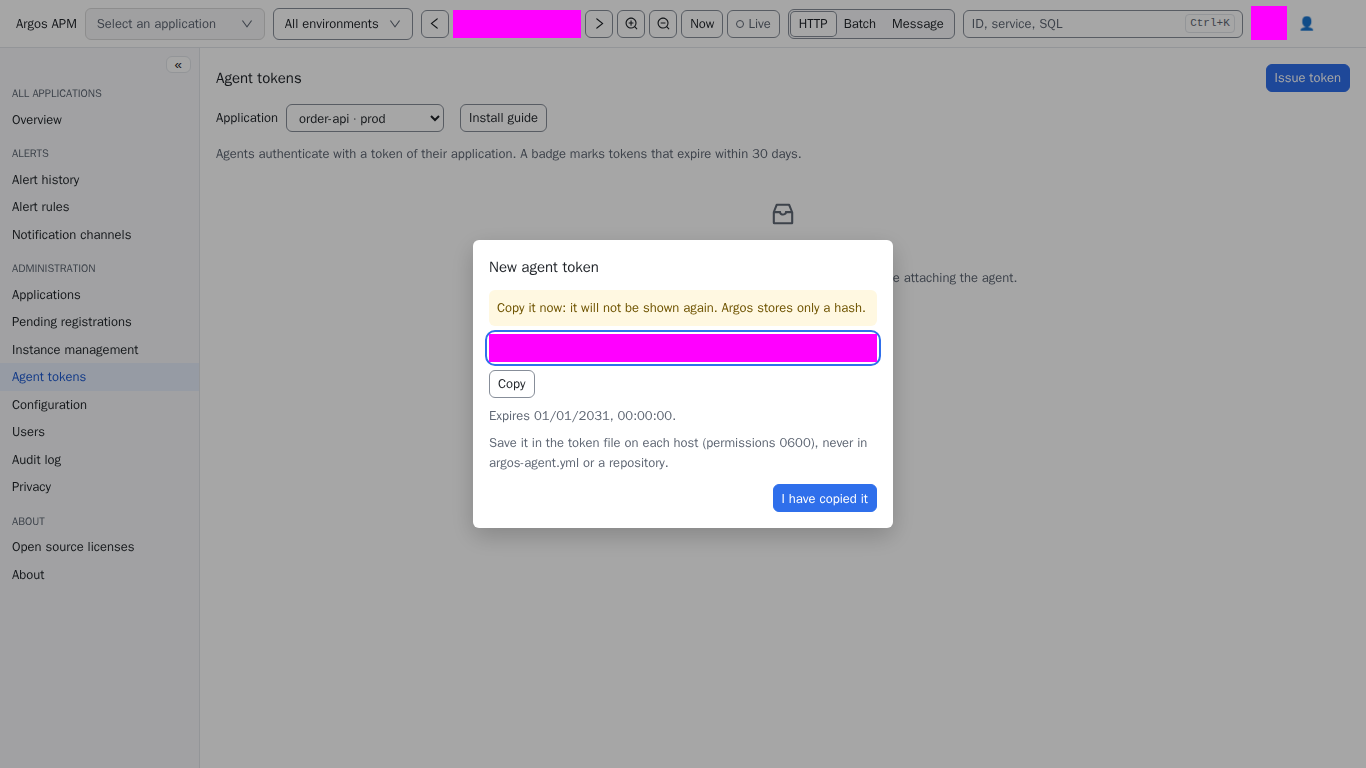 Argos APM
Select an application
All environments
Now
Live
HTTP
Batch
Message
ID, service, SQL
Ctrl+K
«
ALL APPLICATIONS
Overview
ALERTS
Alert history
Alert rules
Notification channels
ADMINISTRATION
Applications
Pending registrations
Instance management
Agent tokens
Configuration
Users
Audit log
Privacy
ABOUT
Open source licenses
About
Agent tokens
Issue token
Application
order-api · prod
Install guide
Agents authenticate with a token of their application. A badge marks tokens that expire within 30 days.
attaching the agent.
New agent token
Copy it now: it will not be shown again. Argos stores only a hash.
Copy
Expires 01/01/2031, 00:00:00.
Save it in the token file on each host (permissions 0600), never in
argos-agent.yml or a repository.
I have copied it